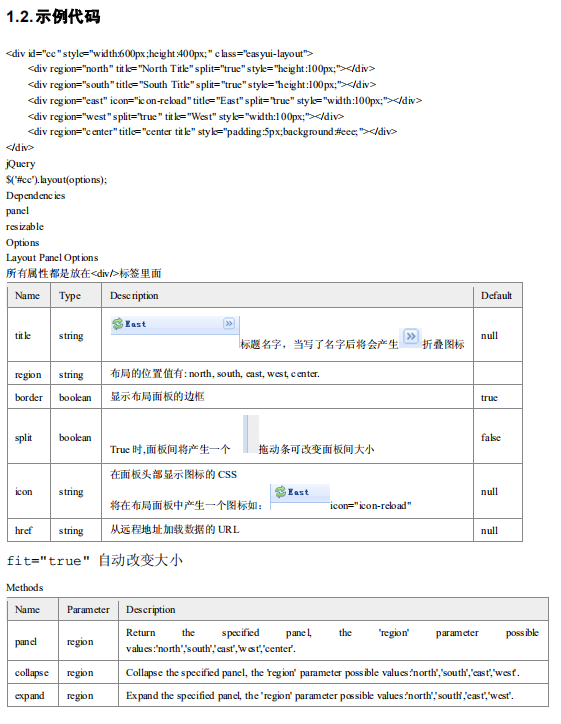 1.2. 示例代码
<div id="cc" style="width:600px;height:400px;" class="easyui-layout">
<div region="north" title="North Title" split="true" style="height:100px;"></div>
<div region="south" title="South Title" split="true" style="height:100px;"></div>
<div region="east" icon="icon-reload" title="East" split="true" style="width:100px;"></div>
<div region="west" split="true" title="West" style="width:100px;"></div>
<div region="center" title="center title" style="padding:5px;background:#eee;"></div>
</div>
jQuery
$('#cc').layout(options);
Dependencies
panel
resizable
Options
Layout Panel Options
所有属性都是放在<div/>标签里面
Name Type Description Default
East
title string 标题名字，当写了名字后将会产生 折叠图标 null
region string 布局的位置值有: north, south, east, west, center.
border boolean 显示布局面板的边框 true
split boolean True 时,面板间将产生一个 拖动条可改变面板间大小 false
在面板头部显示图标的 CSS
icon string 将在布局面板中产生一个图标如： East icon="icon-reload" null
href string 从远程地址加载数据的 URL null
fit="true" 自动改变大小
Methods
Name Parameter Description
panel region Return the specified panel, the 'region' parameter possible
values:'north','south','east','west','center'.
collapse region Collapse the specified panel, the 'region' parameter possible values:'north','south','east','west'.
expand region Expand the specified panel, the 'region' parameter possible values:'north','south','east','west'.